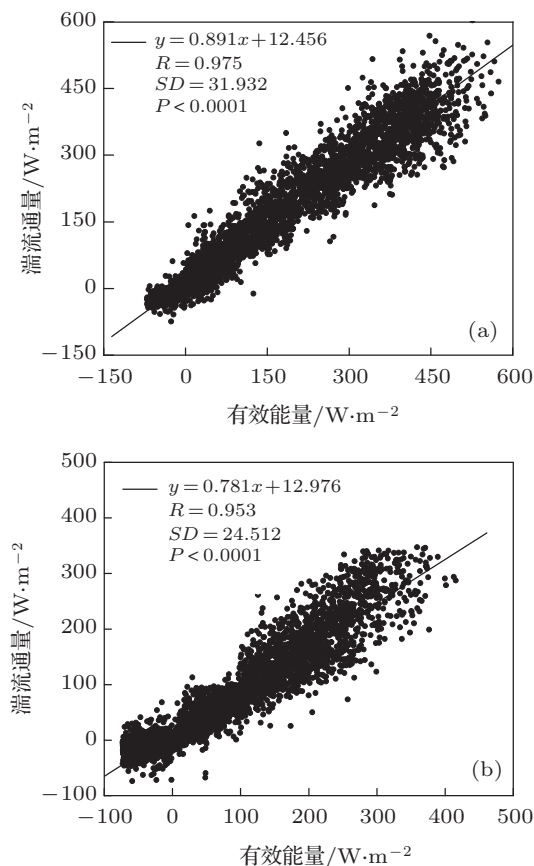 600
y = 0.891x + 12.456
R = 0.975
SD = 31.932
P < 0.0001
450
300
150
0
−150
湍流通量/W·m−2
(a)
−150 0 150 300 450 600
有效能量/W·m−2
500
y = 0.781x + 12.976
R = 0.953
SD = 24.512
P < 0.0001
400
300
200
100
0
−100
湍流通量/W·m−2
(b)
−100 0 100 200 300 400 500
有效能量/W·m−2